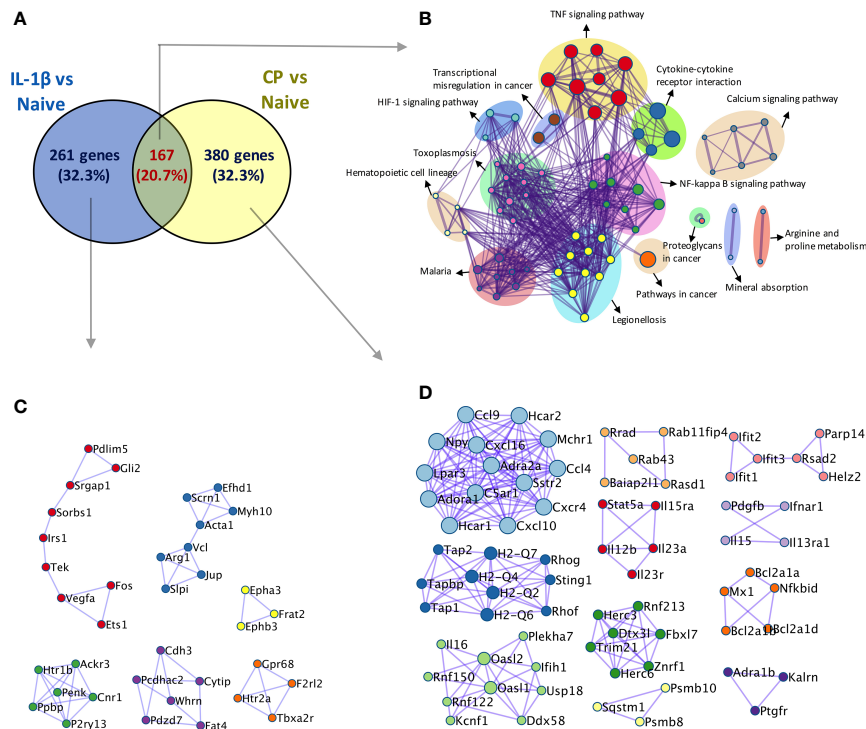 A
IL-1β vs
Naive
CP vs
Naive
261 genes
(32.3%)
167
(20.7%)
380 genes
(32.3%)
B
TNF signaling pathway
Transcriptional
misregulation in cancer
HIF-1 signaling pathway
Cytokine-cytokine
receptor interaction
Calcium signaling pathway
Toxoplasmosis
Hematopoietic cell lineage
NF-kappa B signaling pathway
Malaria
Proteoglycans
in cancer
Arginine and
proline metabolism
Mineral absorption
Pathways in cancer
Legionellosis
C
Pdlim5
Gli2
Srgap1
Sorbs1
Irs1
Tek
Vegfa
Fos
Ets1
Efhd1
Scrn1
Myh10
Acta1
Vcl
Arg1
Jup
Slpi
Epha3
Frat2
Ephb3
Ackr3
Htr1b
Penk
Cnr1
Ppbp
P2ry13
Cdh3
Pcdhac2
Cytip
Whrn
Pdzd7
Fat4
Gpr68
F2rl2
Htr2a
Tbxa2r
D
Ccl9
Hcar2
Npy
Cxcl16
Mchr1
Lpar3
Adra2a
Ccl4
Sstr2
Adora1
C5ar1
Cxcr4
Hcar1
Cxcl10
Rrad
Rab11fip4
Rab43
Baiap2l1
Rasd1
Ifit2
Parp14
Ifit3
Rsad2
Ifit1
Helz2
Stat5a
Il15ra
Il12b
Il23a
Il23r
Pdgfb
Ifnar1
Il15
Il13ra1
Tap2
H2-Q7
Rhog
Tapbp
H2-Q4
Sting1
H2-Q2
Tap1
H2-Q6
Rhof
Herc3
Rnf213
Dtx3l
Fbxl7
Trim21
Herc6
Znrf1
Bcl2a1a
Mx1
Nfkbid
Bcl2a1b
Bcl2a1d
Il16
Plekha7
Oasl2
Rnf150
Ifih1
Oasl1
Usp18
Rnf122
Kcnf1
Ddx58
Psmb10
Sqstm1
Psmb8
Adra1b
Kalrn
Ptgfr